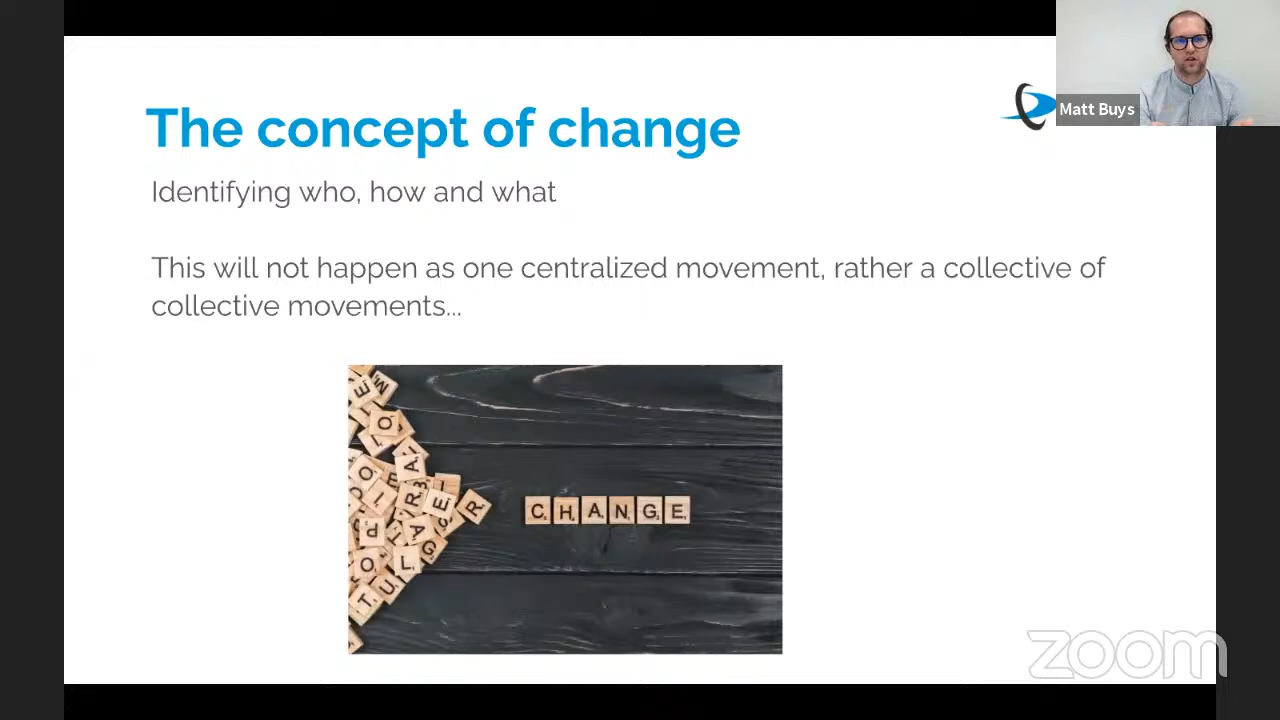 The concept of change
Matt Buys
Identifying who, how and what
This will not happen as one centralized movement, rather a collective of
collective movements...
CHANGE
zoom